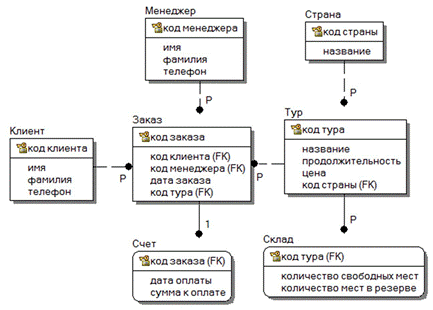 Менеджер
код менеджера
имя
фамилия
телефон
Страна
код страны
название
P
P
Клиент
код клиента
имя
фамилия
телефон
P
Заказ
код заказа
код клиента (FK)
код менеджера (FK)
дата заказа
код тура (FK)
P
Тур
код тура
название
продолжительность
цена
код страны (FK)
1
P
Счет
код заказа (FK)
дата оплаты
сумма к оплате
Склад
код тура (FK)
количество свободных мест
количество мест в резерве